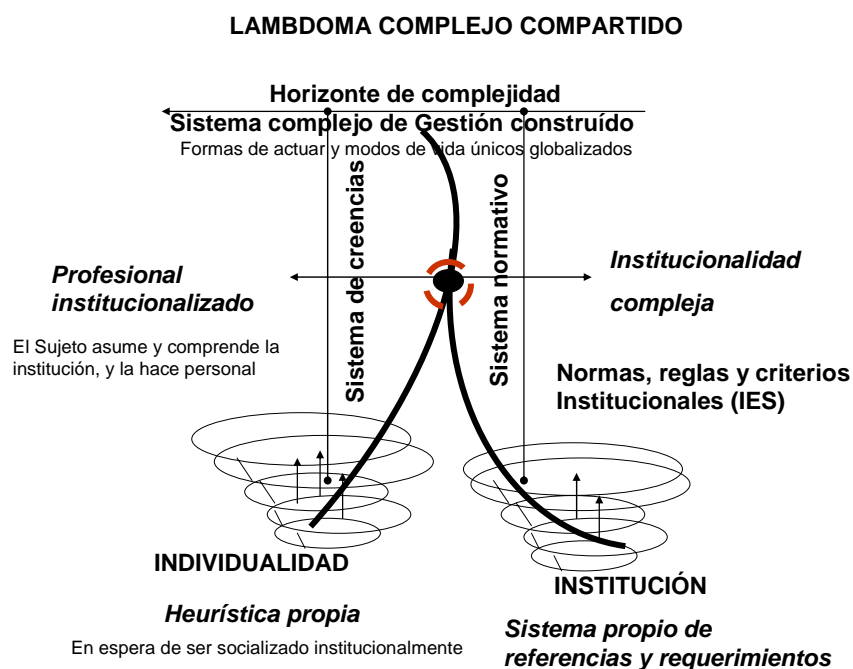 LAMBDOMA COMPLEJO COMPARTIDO
Horizonte de complejidad
Sistema complejo de Gestión construído
Formas de actuar y modos de vida únicos globalizados
Sistema de creencias
Sistema normativo
Profesional
institucionalizado
El Sujeto asume y comprende la
institución, y la hace personal
Institucionalidad
compleja
Normas, reglas y criterios
Institucionales (IES)
INDIVIDUALIDAD
Heurística propia
En espera de ser socializado institucionalmente
INSTITUCIÓN
Sistema propio de
referencias y requerimientos